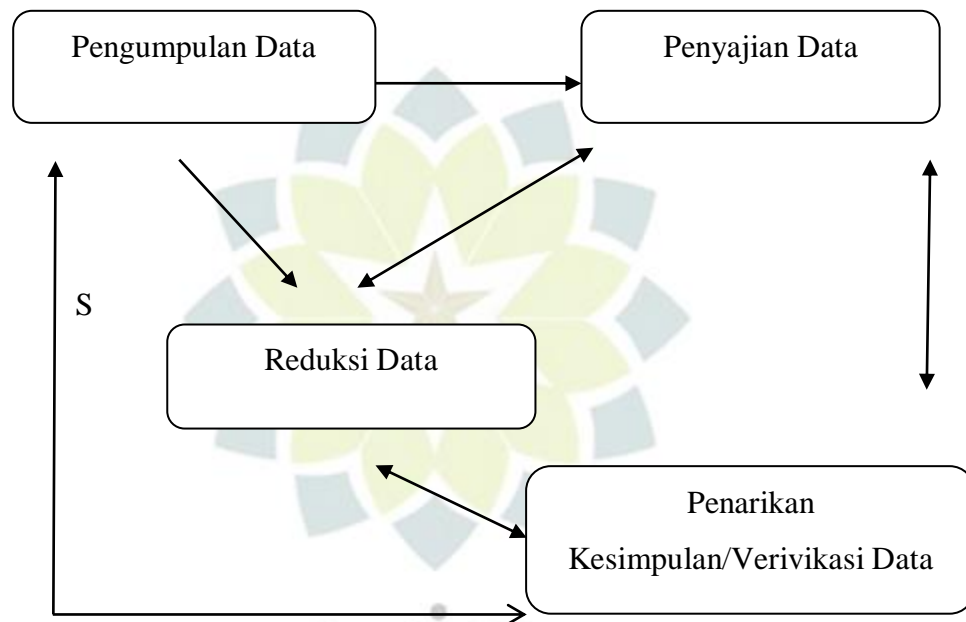 Pengumpulan Data
Penyajian Data
S
Reduksi Data
Penarikan
Kesimpulan/Verivikasi Data